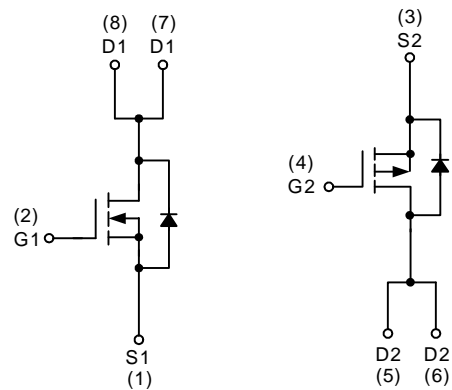 (8) (7)
D1 D1
(2)
G1
S1
(1)
(3)
S2
(4)
G2
D2 D2
(5) (6)